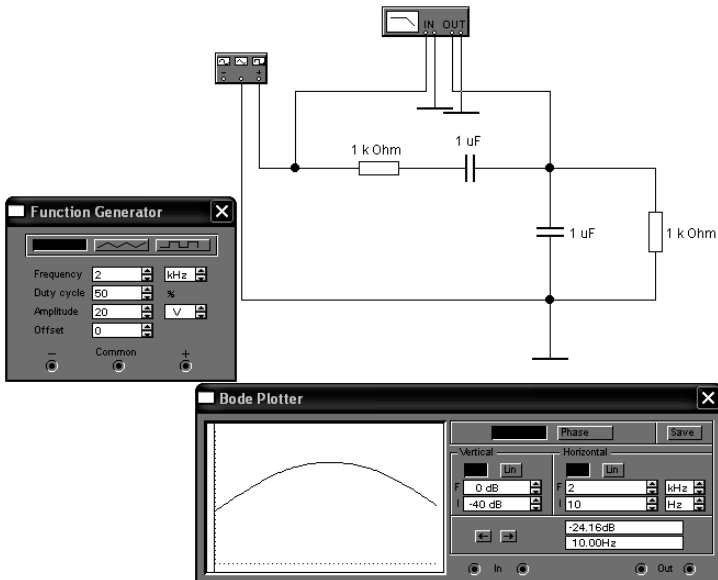 IN OUT
- +
1 k Ohm
1 uF
1 uF
1 k Ohm
Function Generator
Frequency 2 kHz
Duty cycle 50 %
Amplitude 20 V
Offset 0
- Common +
Bode Plotter
Phase Save
Vertical Horizontal
Lin Lin
F 0 dB F 2 kHz
I -40 dB I 10 Hz
-24.16dB
10.00Hz
In Out